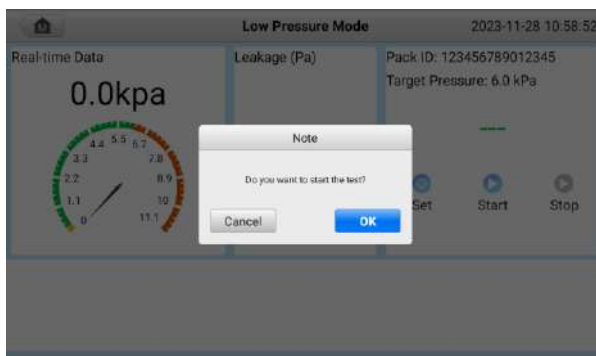 Low Pressure Mode
2023-11-28 10:58:52
Real-time Data
0.0kpa
0
1.1
2.2
3.3
4.4
5.5
6.7
7.8
8.9
10
11.1
Leakage (Pa)
Pack ID: 123456789012345
Target Pressure: 6.0 kPa
---
Set
Start
Stop
Note
Do you want to start the test?
Cancel
OK